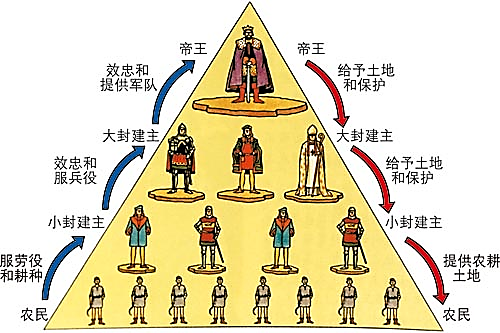 帝王
帝王
效忠和
提供军队
给予土地
和保护
大封建主
大封建主
效忠和
服兵役
给予土地
和保护
小封建主
小封建主
服劳役
和耕种
提供农耕
土地
农民
农民